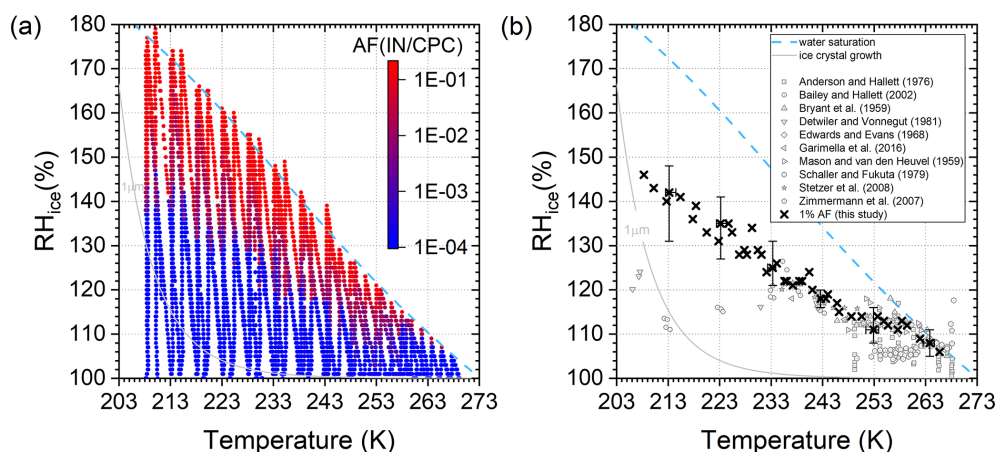 (a)
AF(IN/CPC)
1E-01
1E-02
1E-03
1E-04
1μm
180
170
160
150
140
130
120
110
100
RHice(%)
203 213 223 233 243 253 263 273
Temperature (K)
(b)
water saturation
ice crystal growth
Anderson and Hallett (1976)
Bailey and Hallett (2002)
Bryant et al. (1959)
Detwiler and Vonnegut (1981)
Edwards and Evans (1968)
Garimella et al. (2016)
Mason and van den Heuvel (1959)
Schaller and Fukuta (1979)
Stetzer et al. (2008)
Zimmermann et al. (2007)
1% AF (this study)
1μm
180
170
160
150
140
130
120
110
100
RHice(%)
203 213 223 233 243 253 263 273
Temperature (K)